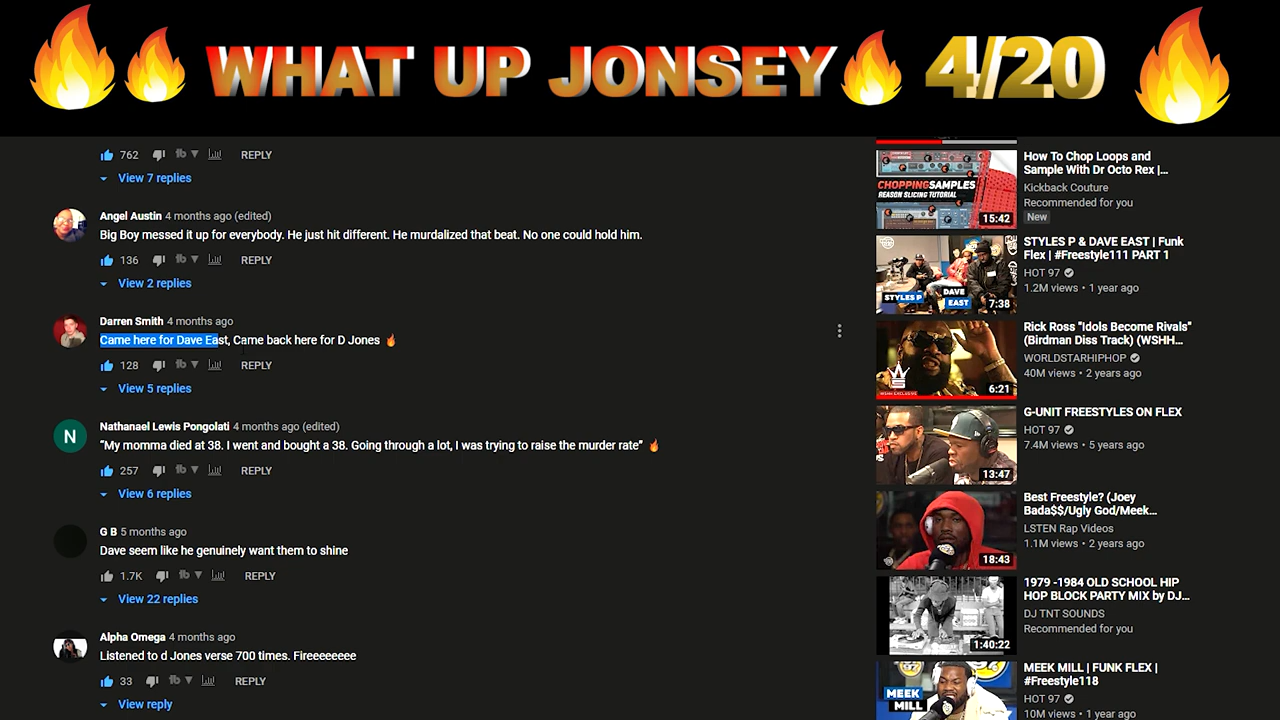 WHAT UP JONSEY 4/20
762 REPLY
View 7 replies
Angel Austin 4 months ago (edited)
Big Boy messed it up for everybody. He just hit different. He murdalized that beat. No one could hold him.
136 REPLY
View 2 replies
Darren Smith 4 months ago
Came here for Dave East, Came back here for D Jones
128 REPLY
View 5 replies
N
Nathanael Lewis Pongolati 4 months ago (edited)
“My momma died at 38. I went and bought a 38. Going through a lot, I was trying to raise the murder rate”
257 REPLY
View 6 replies
G B 5 months ago
Dave seem like he genuinely want them to shine
1.7K REPLY
View 22 replies
Alpha Omega 4 months ago
Listened to d Jones verse 700 times. Fireeeeeeee
33 REPLY
View reply
CHOPPING SAMPLES
REASON SLICING TUTORIAL
15:42
How To Chop Loops and
Sample With Dr Octo Rex |...
Kickback Couture
Recommended for you
New
STYLES P
DAVE
EAST
7:38
STYLES P & DAVE EAST | Funk
Flex | #Freestyle111 PART 1
HOT 97
1.2M views • 1 year ago
6:21
Rick Ross "Idols Become Rivals"
(Birdman Diss Track) (WSHH...
WORLDSTARHIPHOP
40M views • 2 years ago
13:47
G-UNIT FREESTYLES ON FLEX
HOT 97
7.4M views • 5 years ago
18:43
Best Freestyle? (Joey
Bada$$/Ugly God/Meek...
LSTEN Rap Videos
1.1M views • 2 years ago
1:40:22
1979 -1984 OLD SCHOOL HIP
HOP BLOCK PARTY MIX by DJ...
DJ TNT SOUNDS
Recommended for you
MEEK
MILL
MEEK MILL | FUNK FLEX |
#Freestyle118
HOT 97
10M views • 1 year ago